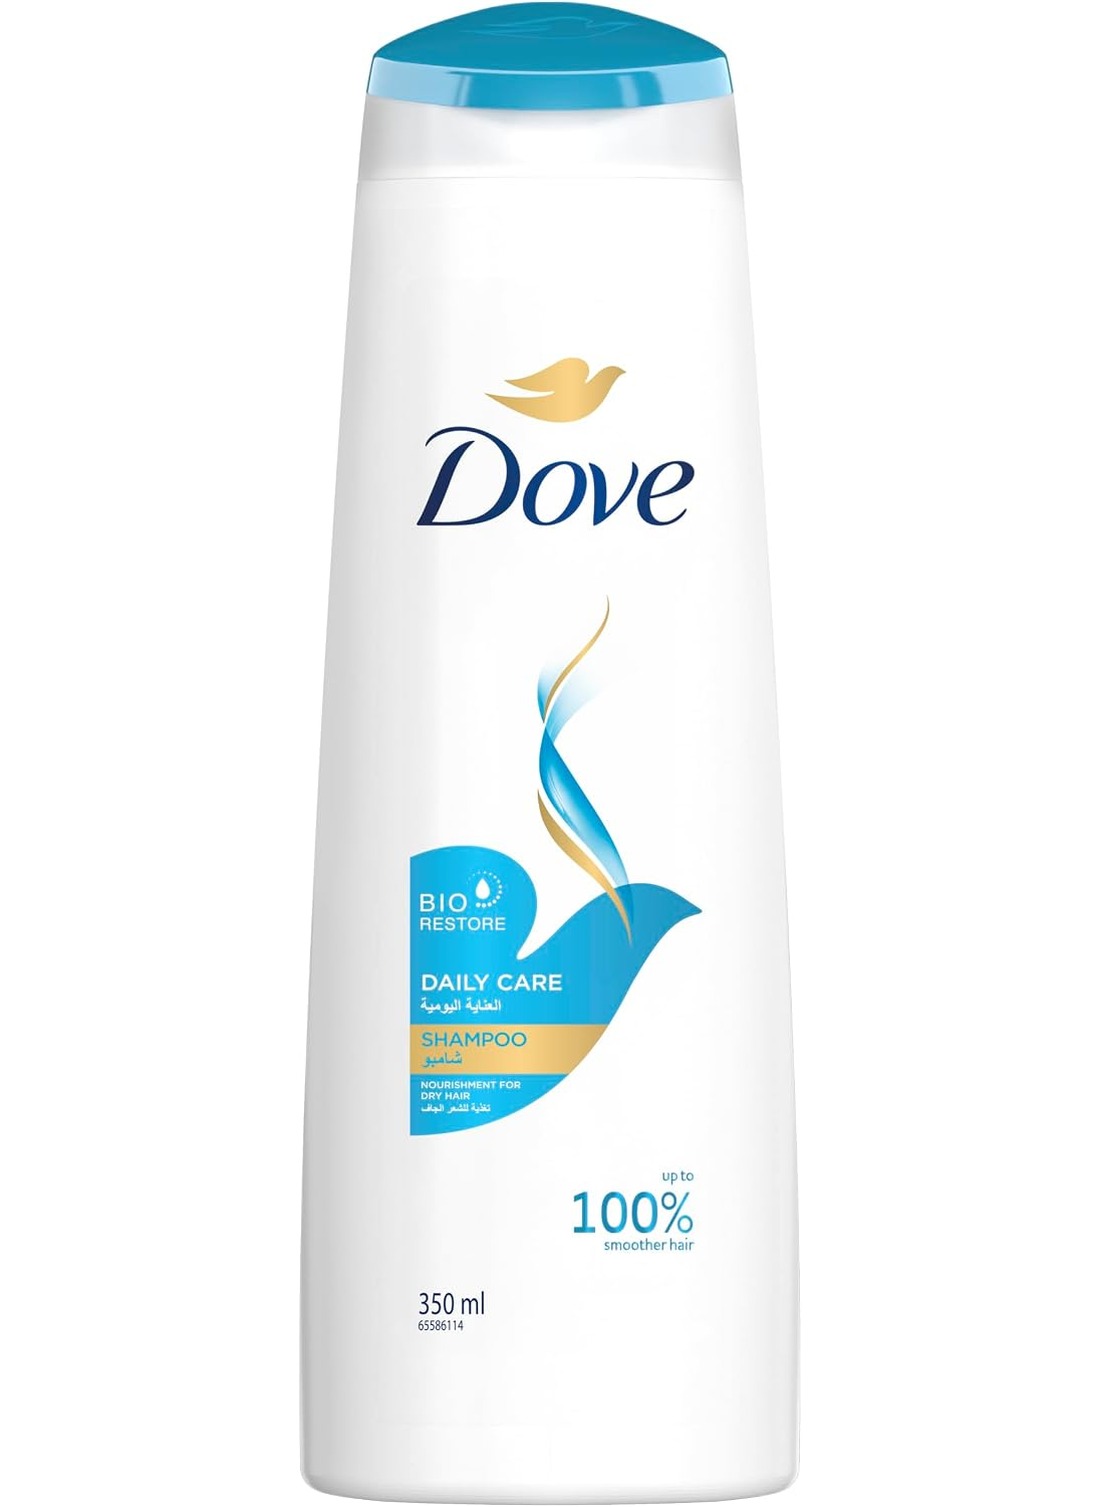 Dove
BIO
RESTORE
DAILY CARE
العناية اليومية
SHAMPOO
شامبو
NOURISHMENT FOR
DRY HAIR
تغذية للشعر الجاف
up to
100%
smoother hair
350 ml
65586114